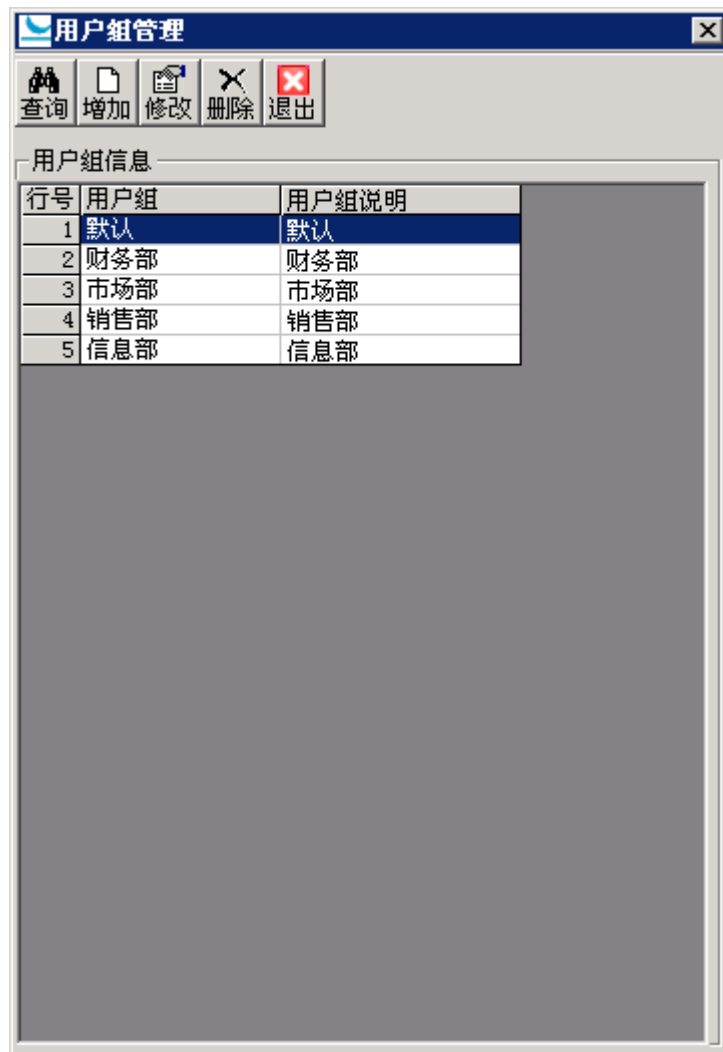 用户组管理
查询 增加 修改 删除 退出
用户组信息
行号 用户组 用户组说明
1 默认 默认
2 财务部 财务部
3 市场部 市场部
4 销售部 销售部
5 信息部 信息部